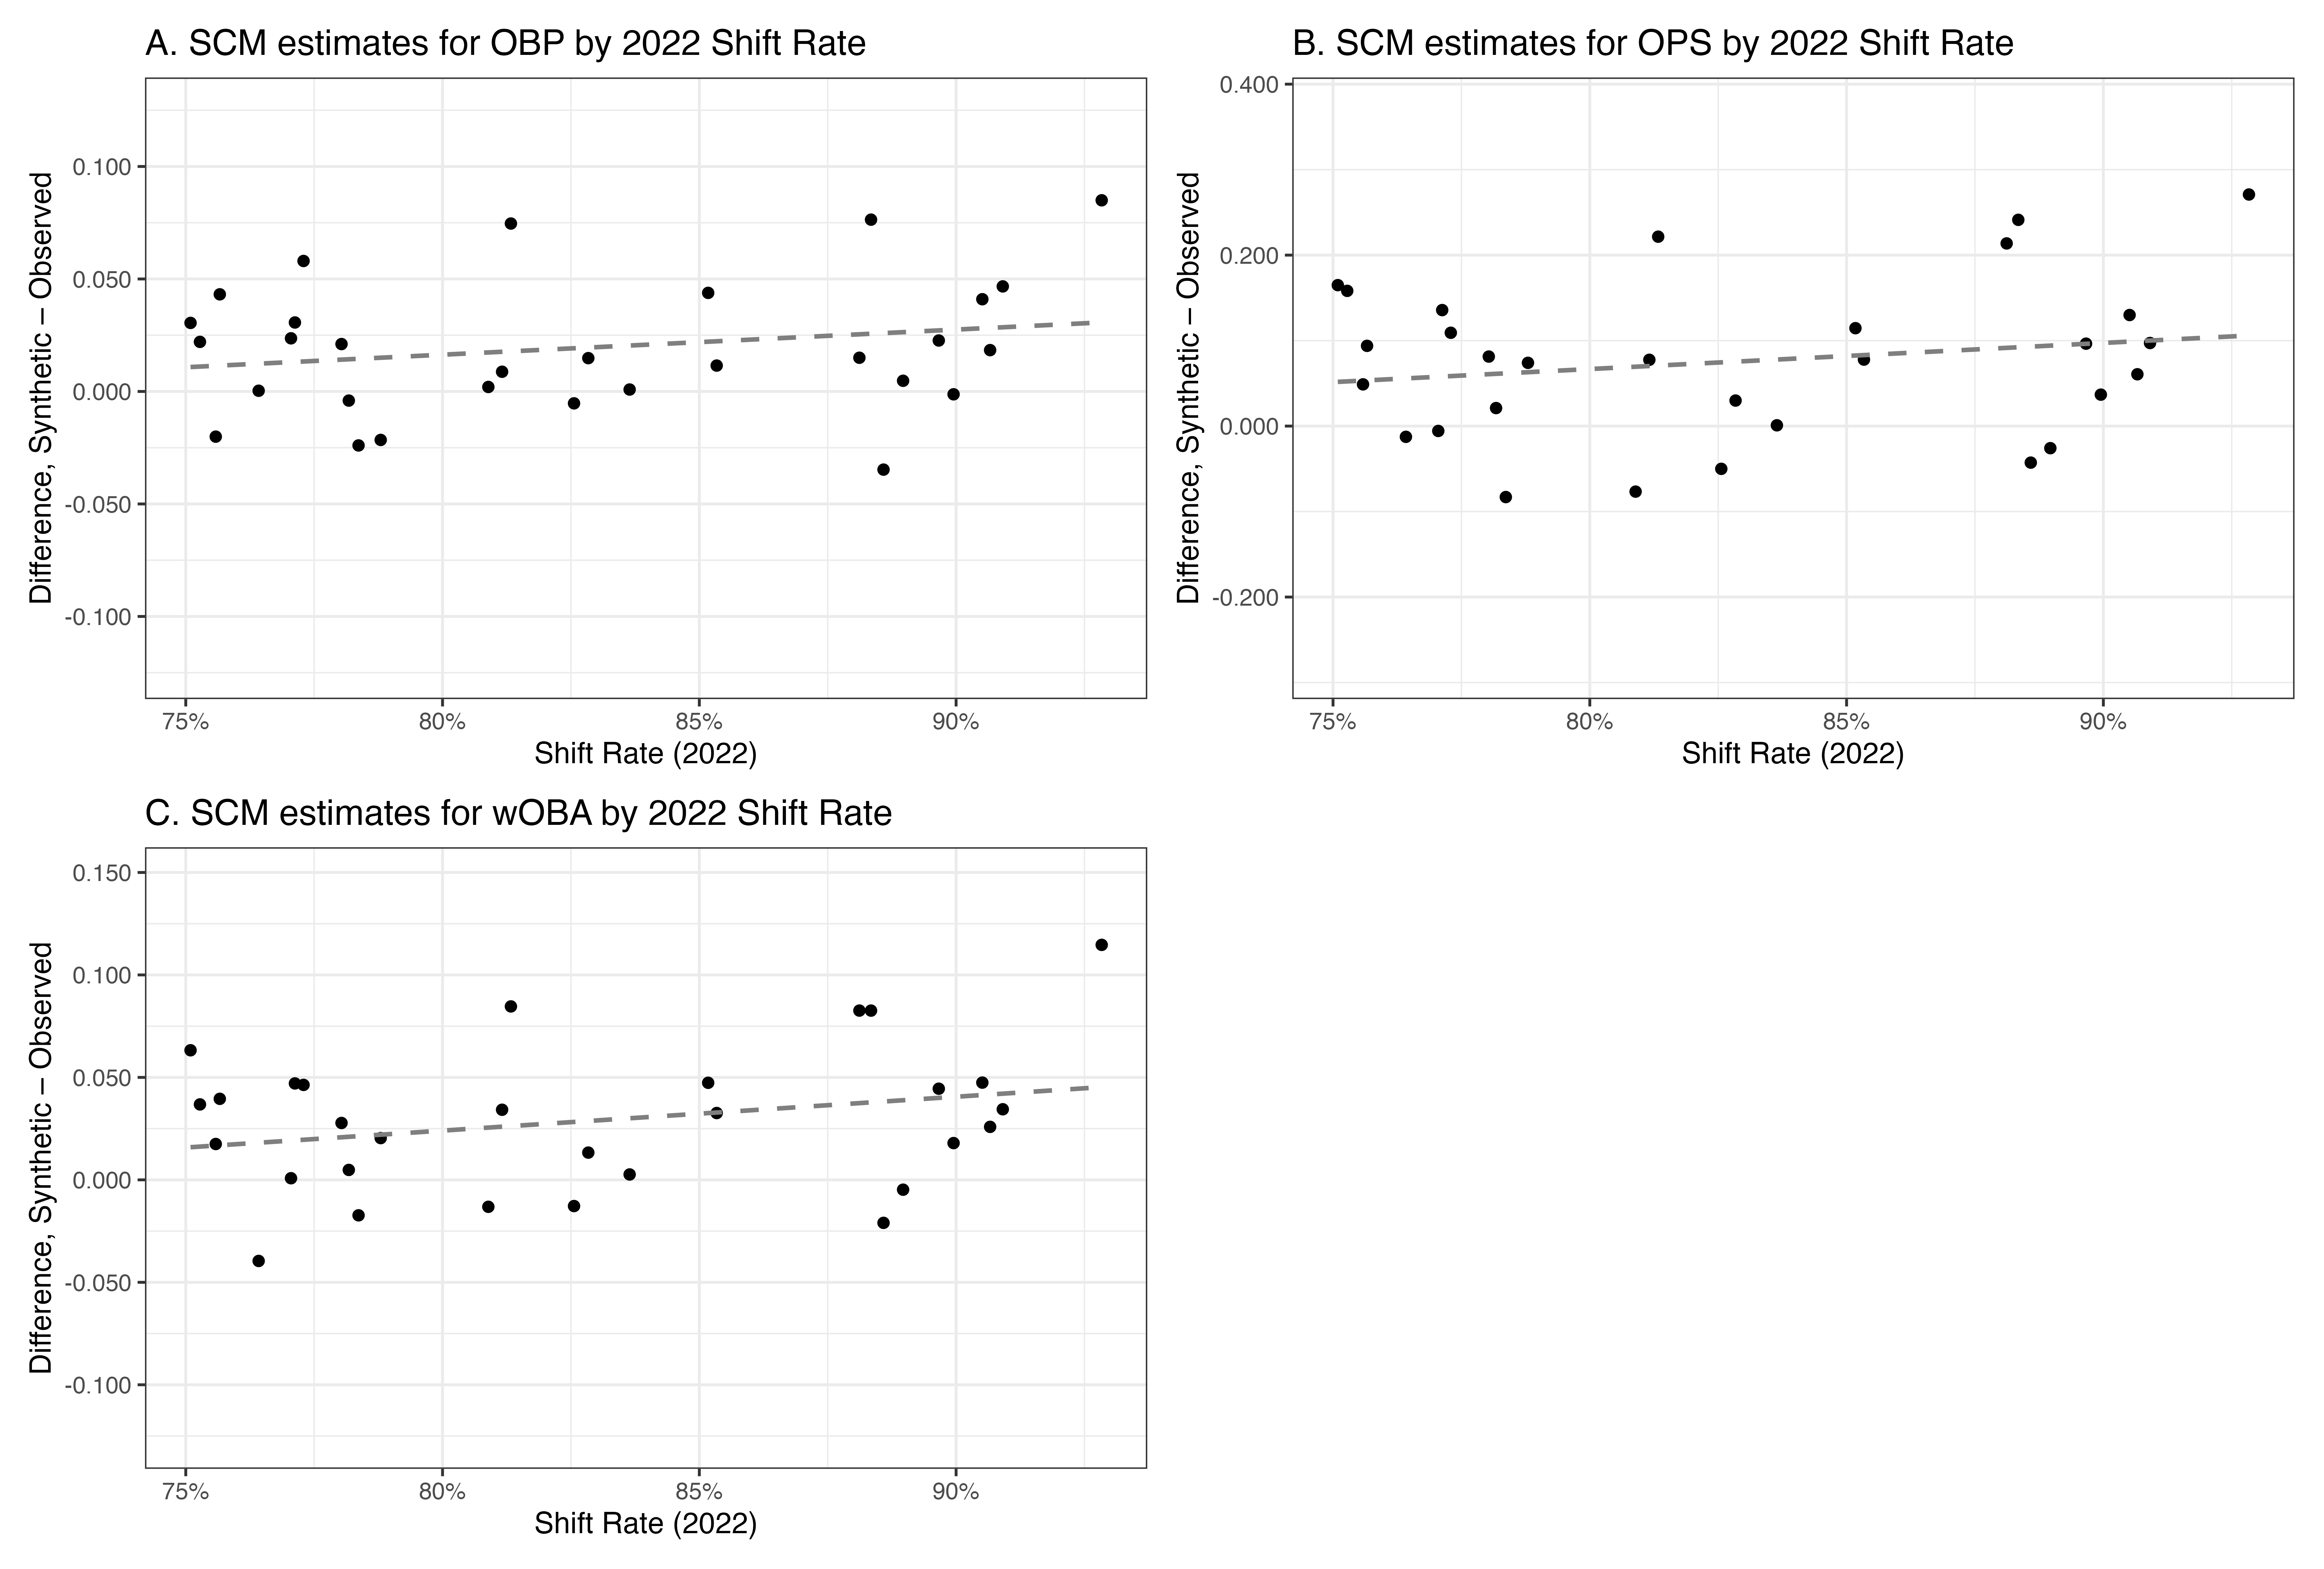 A. SCM estimates for OBP by 2022 Shift Rate
Difference, Synthetic – Observed
0.100
0.050
0.000
-0.050
-0.100
75% 80% 85% 90%
Shift Rate (2022)
B. SCM estimates for OPS by 2022 Shift Rate
Difference, Synthetic – Observed
0.400
0.200
0.000
-0.200
75% 80% 85% 90%
Shift Rate (2022)
C. SCM estimates for wOBA by 2022 Shift Rate
Difference, Synthetic – Observed
0.150
0.100
0.050
0.000
-0.050
-0.100
75% 80% 85% 90%
Shift Rate (2022)